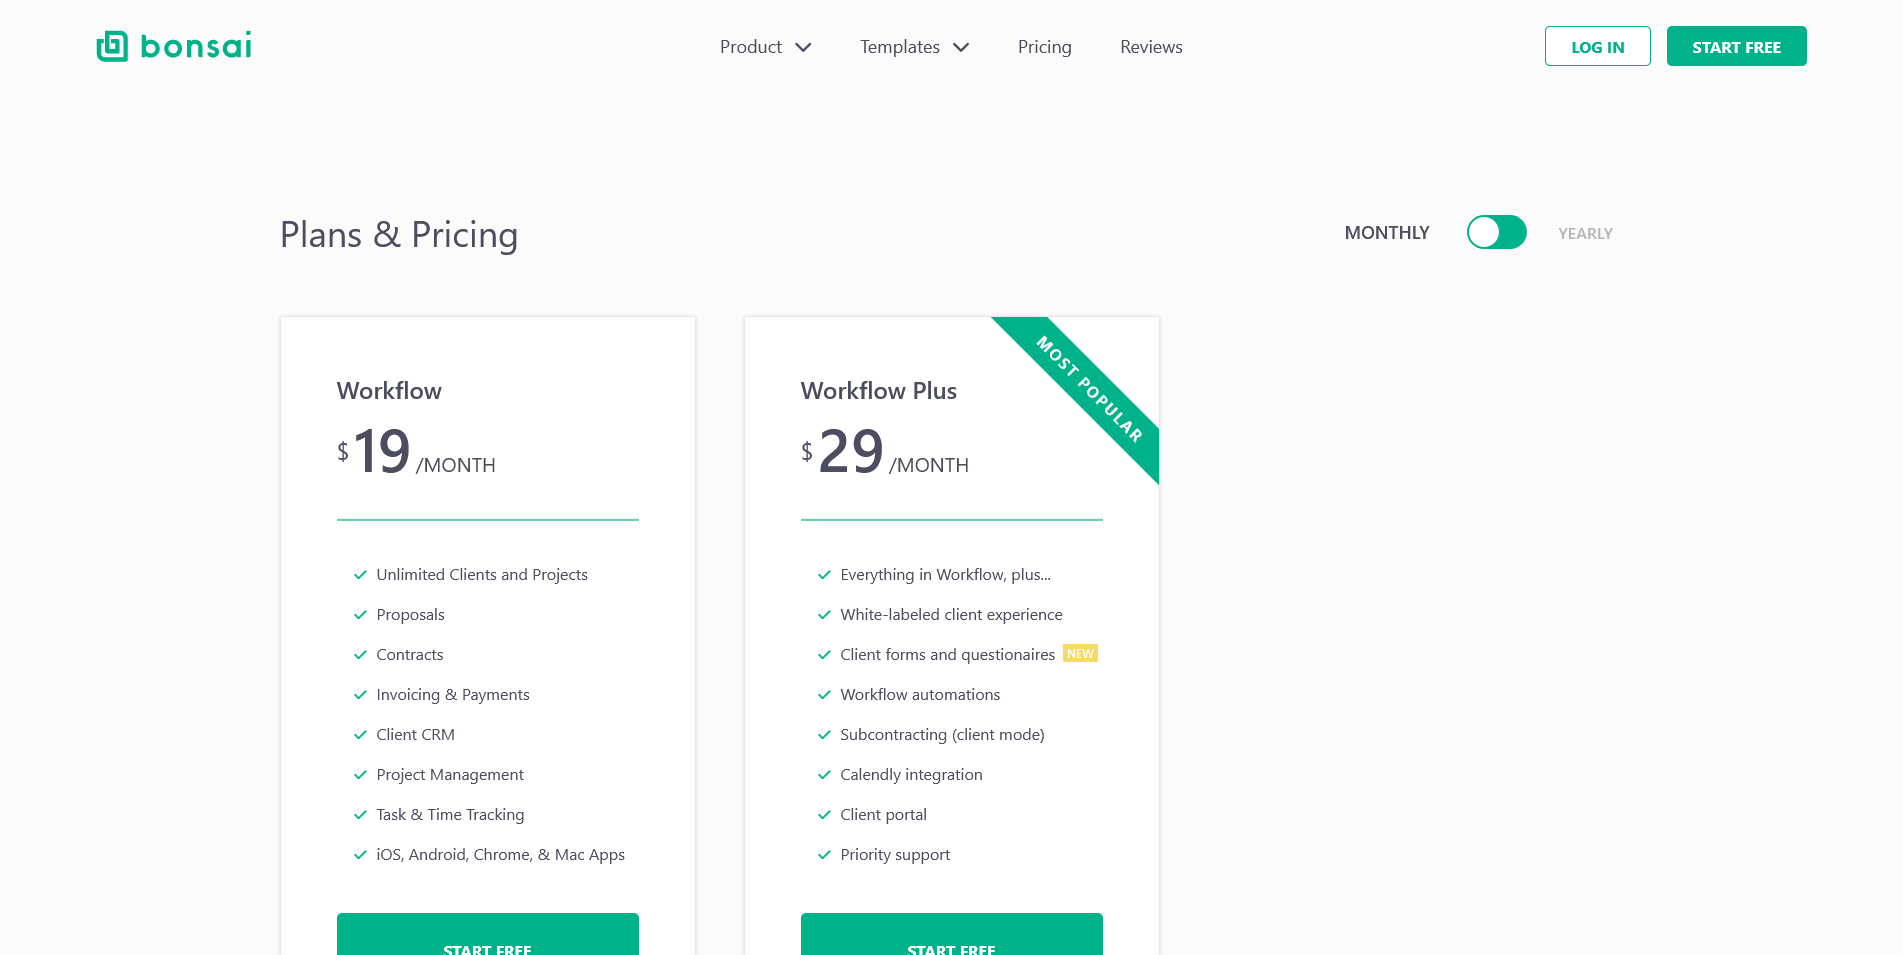 bonsai
Product
Templates
Pricing
Reviews
LOG IN
START FREE
Plans & Pricing
MONTHLY
YEARLY
Workflow
$19/MONTH
Unlimited Clients and Projects
Proposals
Contracts
Invoicing & Payments
Client CRM
Project Management
Task & Time Tracking
iOS, Android, Chrome, & Mac Apps
START FREE
MOST POPULAR
Workflow Plus
$29/MONTH
Everything in Workflow, plus...
White-labeled client experience
Client forms and questionaires NEW
Workflow automations
Subcontracting (client mode)
Calendly integration
Client portal
Priority support
START FREE